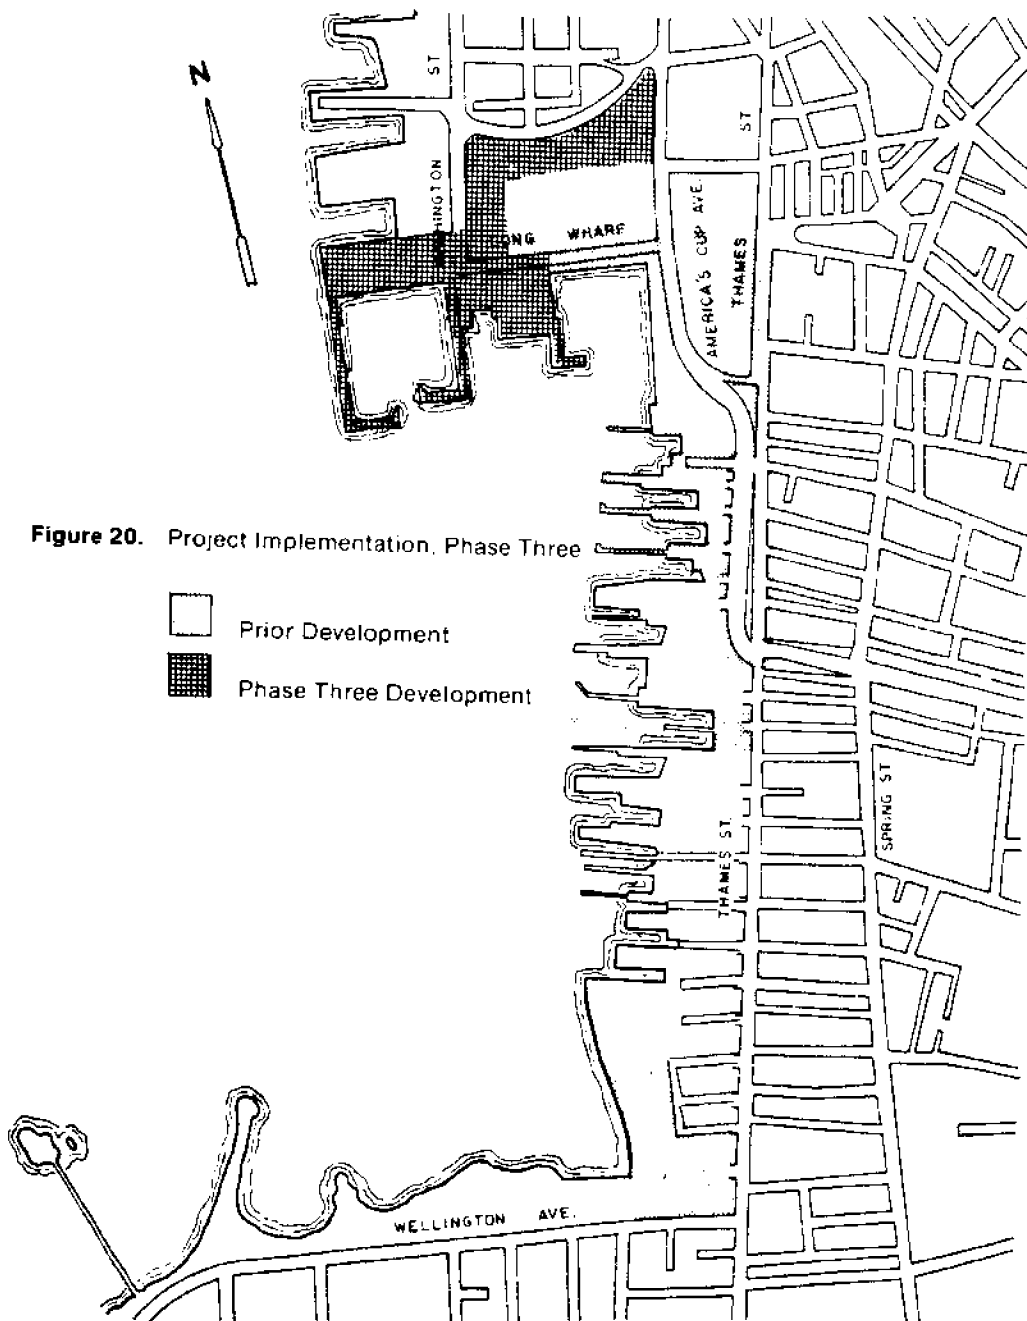 N
ST
ST
WHARF
AMERICA'S CUP AVE.
THAMES
Figure 20. Project Implementation, Phase Three
Prior Development
Phase Three Development
SPRING ST
THAMES ST.
WELLINGTON AVE.